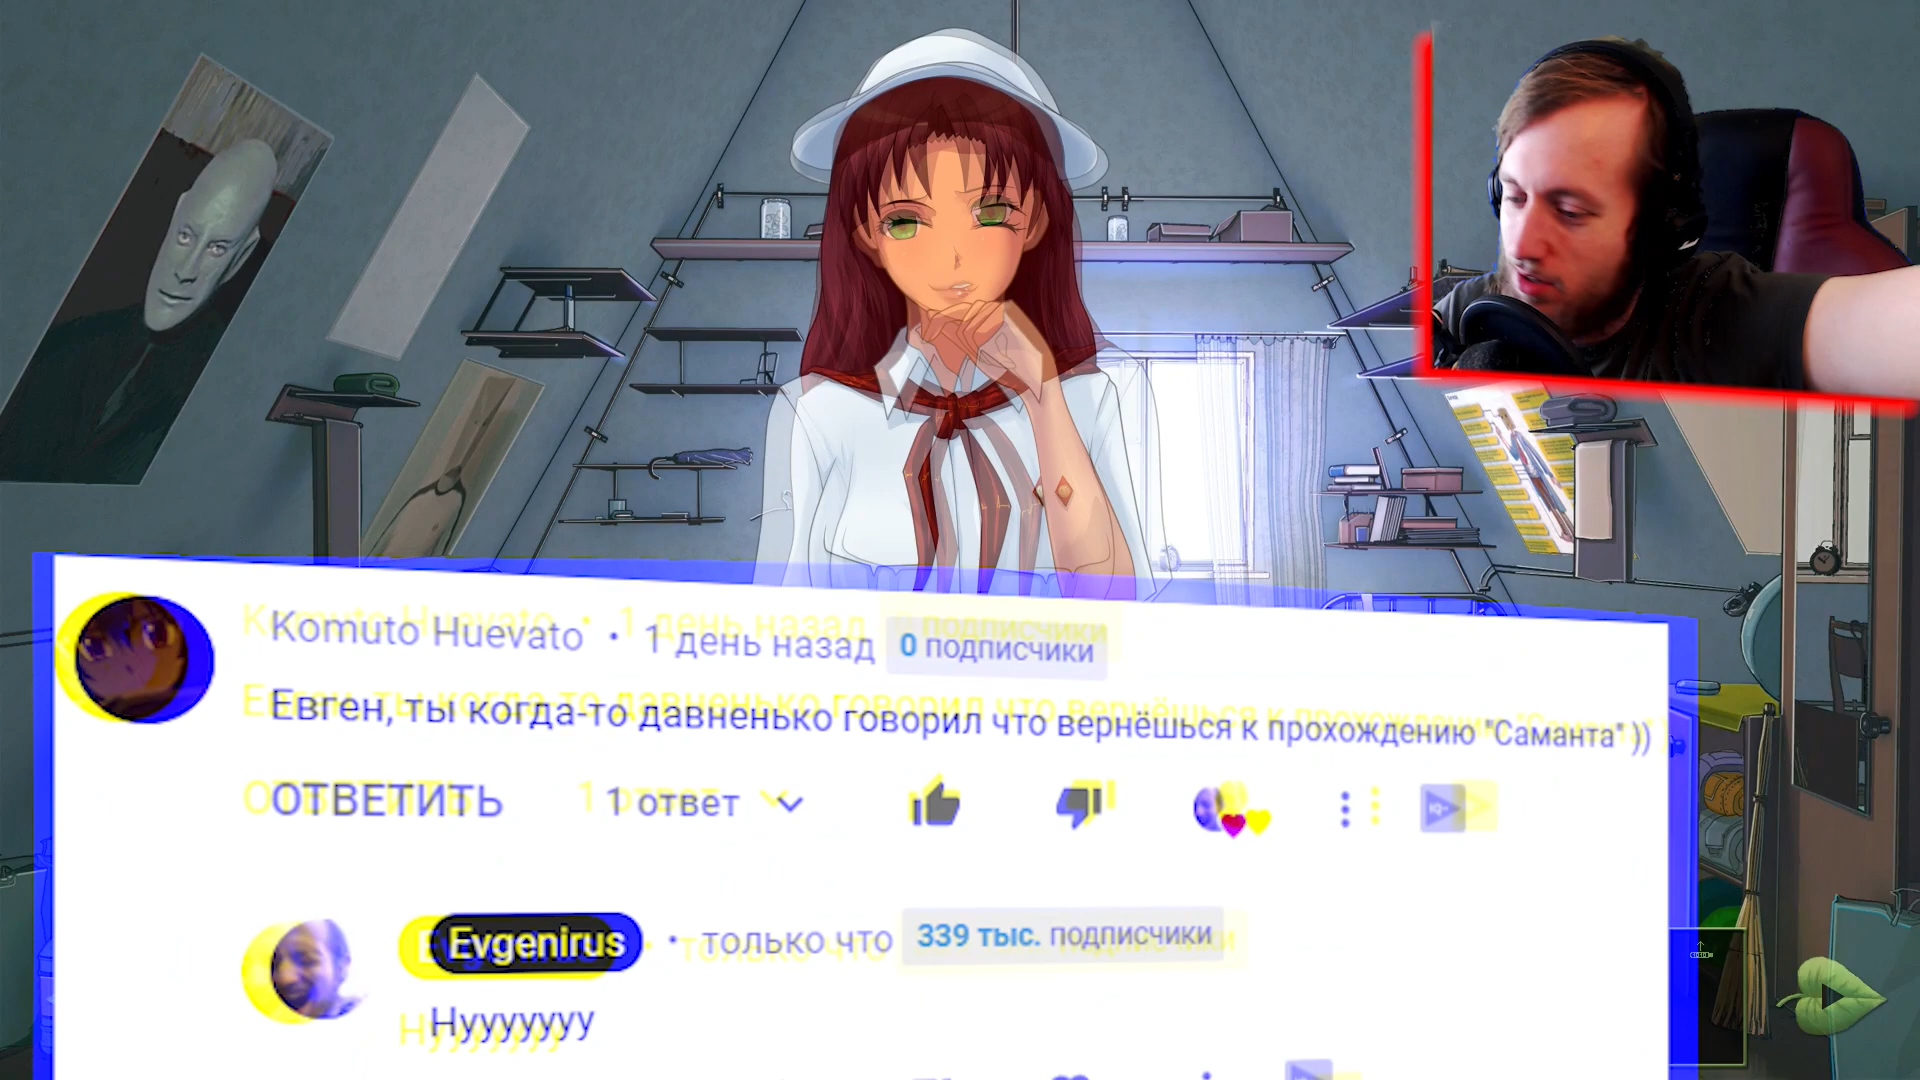 Komuto Huevato • 1 день назад 0 подписчики
Евген, ты когда-то давненько говорил что вернёшься к прохождению "Саманта" ))
ОТВЕТИТЬ 1 ответ
Evgenirus • только что 339 тыс. подписчики
Нууууууу